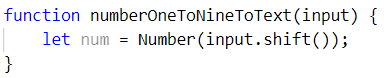 function numberOneToNineToText(input) {
    let num = Number(input.shift());
}